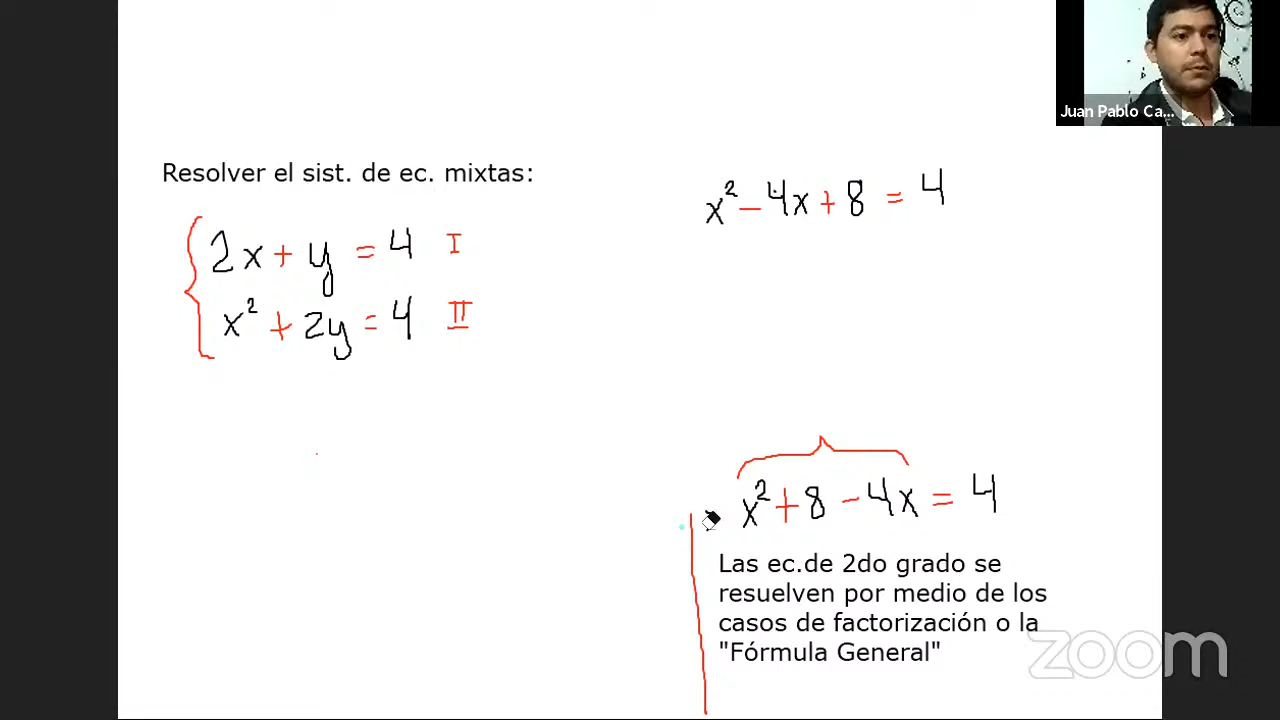 Juan Pablo Ca...
Resolver el sist. de ec. mixtas:
2x + y = 4 I
x² + 2y = 4 II
x² - 4x + 8 = 4
x² + 8 - 4x = 4
Las ec.de 2do grado se
resuelven por medio de los
casos de factorización o la
"Fórmula General"
zoom